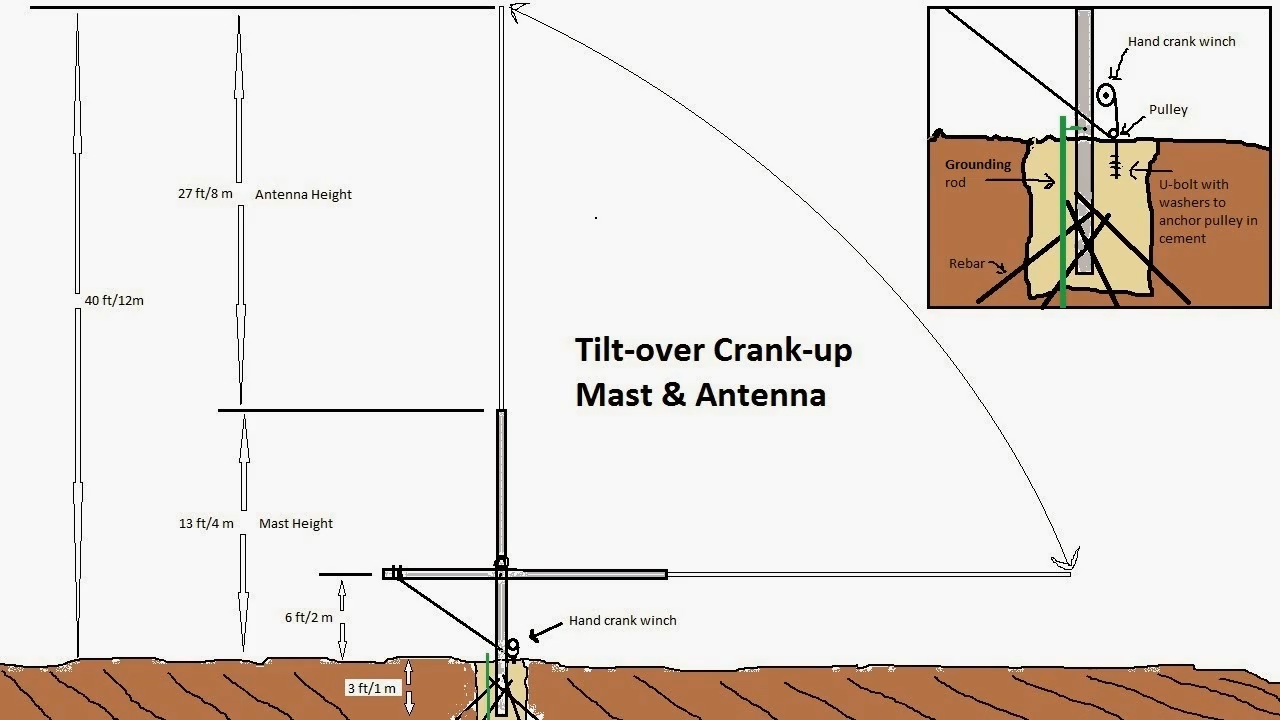 27 ft/8 m Antenna Height
40 ft/12m
13 ft/4 m Mast Height
6 ft/2 m
3 ft/1 m
Tilt-over Crank-up
Mast & Antenna
Hand crank winch
Hand crank winch
Pulley
Grounding
rod
U-bolt with
washers to
anchor pulley in
cement
Rebar